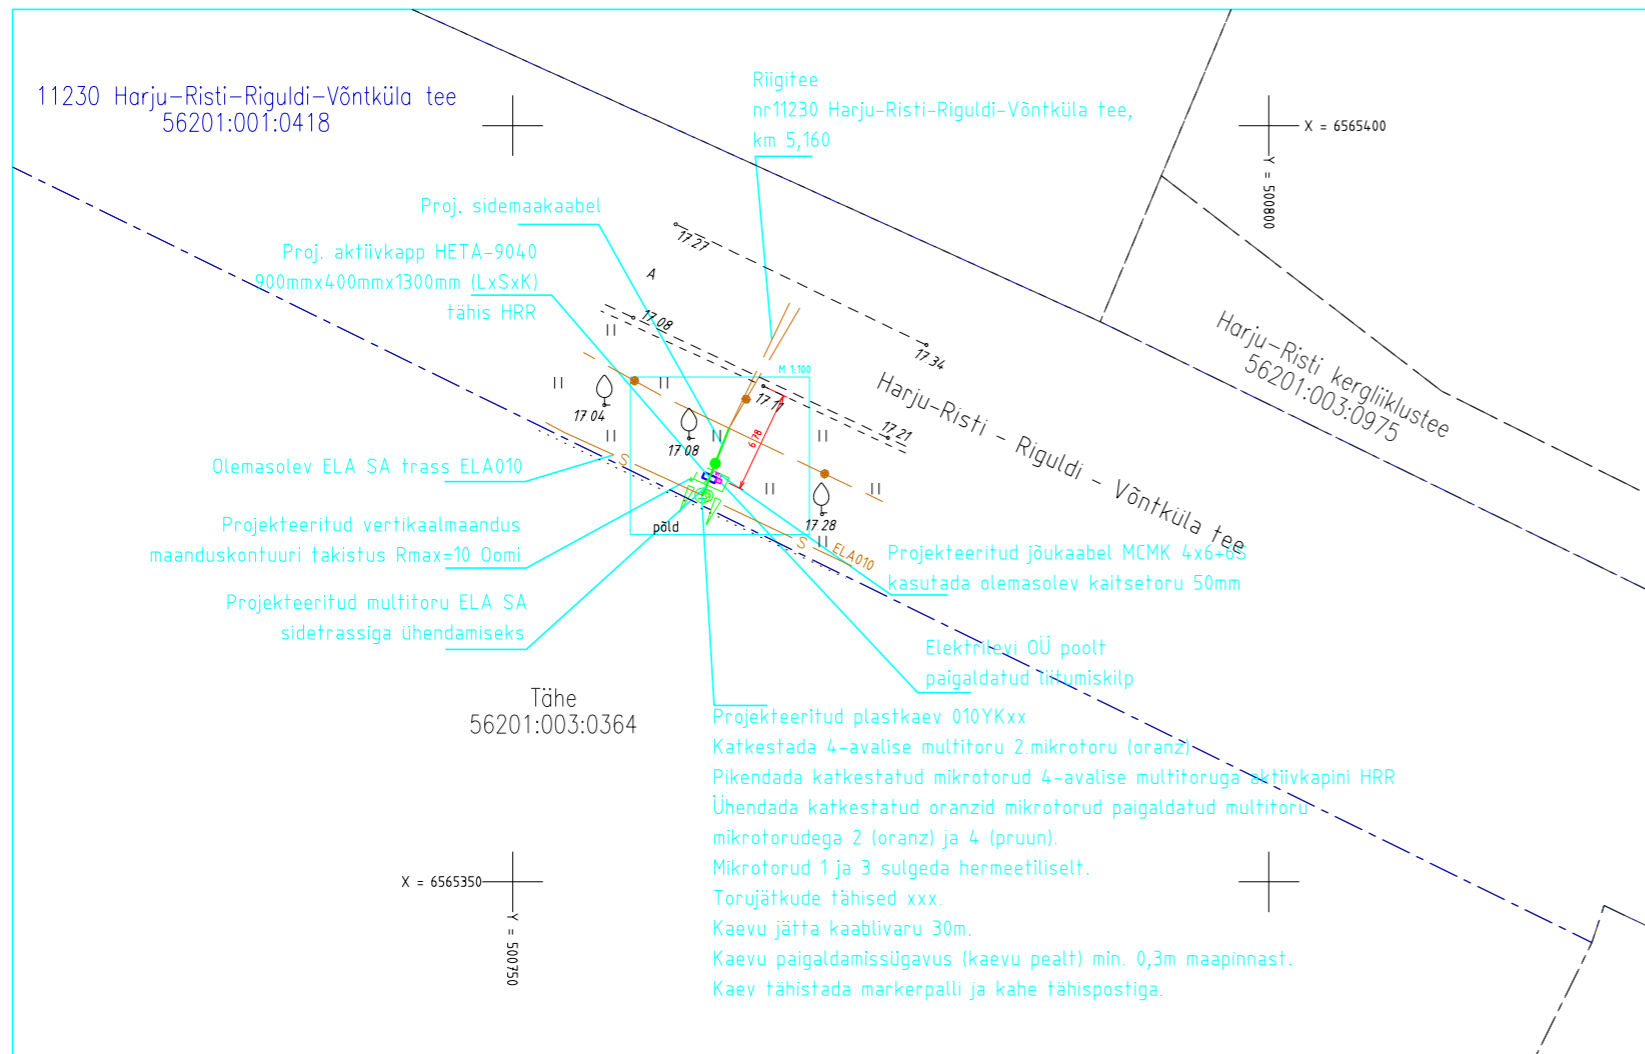 11230 Harju-Risti-Riguldi-Võntküla tee
56201:001:0418
Riigitee
nr11230 Harju-Risti-Riguldi-Võntküla tee,
km 5,160
X = 6565400
Y = 500800
Proj. sidemaakaabel
Proj. aktiivkapp HETA-9040
900mmx400mmx1300mm (LxSxK)
tähis HRR
17.27
A
17.08
17.34
M 1:100
17.11
17.21
17.04
17.08
6.78
17.28
Harju-Risti - Riguldi - Võntküla tee
Harju-Risti kergliiklustee
56201:003:0975
S
Olemasolev ELA SA trass ELA010
põld
S
ELA010
Projekteeritud vertikaalmaandus
maanduskontuuri takistus Rmax=10 Oomi
Projekteeritud jõukaabel MCMK 4x6+6S
kasutada olemasolev kaitsetoru 50mm
Projekteeritud multitoru ELA SA
sidetrassiga ühendamiseks
Elektrilevi OÜ poolt
paigaldatud liitumiskilp
Tähe
56201:003:0364
Projekteeritud plastkaev 010YKxx
Katkestada 4-avalise multitoru 2.mikrotoru (oranz)
Pikendada katkestatud mikrotorud 4-avalise multitoruga aktiivkapini HRR
Ühendada katkestatud oranzid mikrotorud paigaldatud multitoru
mikrotorudega 2 (oranz) ja 4 (pruun).
Mikrotorud 1 ja 3 sulgeda hermeetiliselt.
Torujätkude tähised xxx.
Kaevu jätta kaablivaru 30m.
Kaevu paigaldamissügavus (kaevu pealt) min. 0,3m maapinnast.
Kaev tähistada markerpalli ja kahe tähispostiga.
X = 6565350
Y = 500750